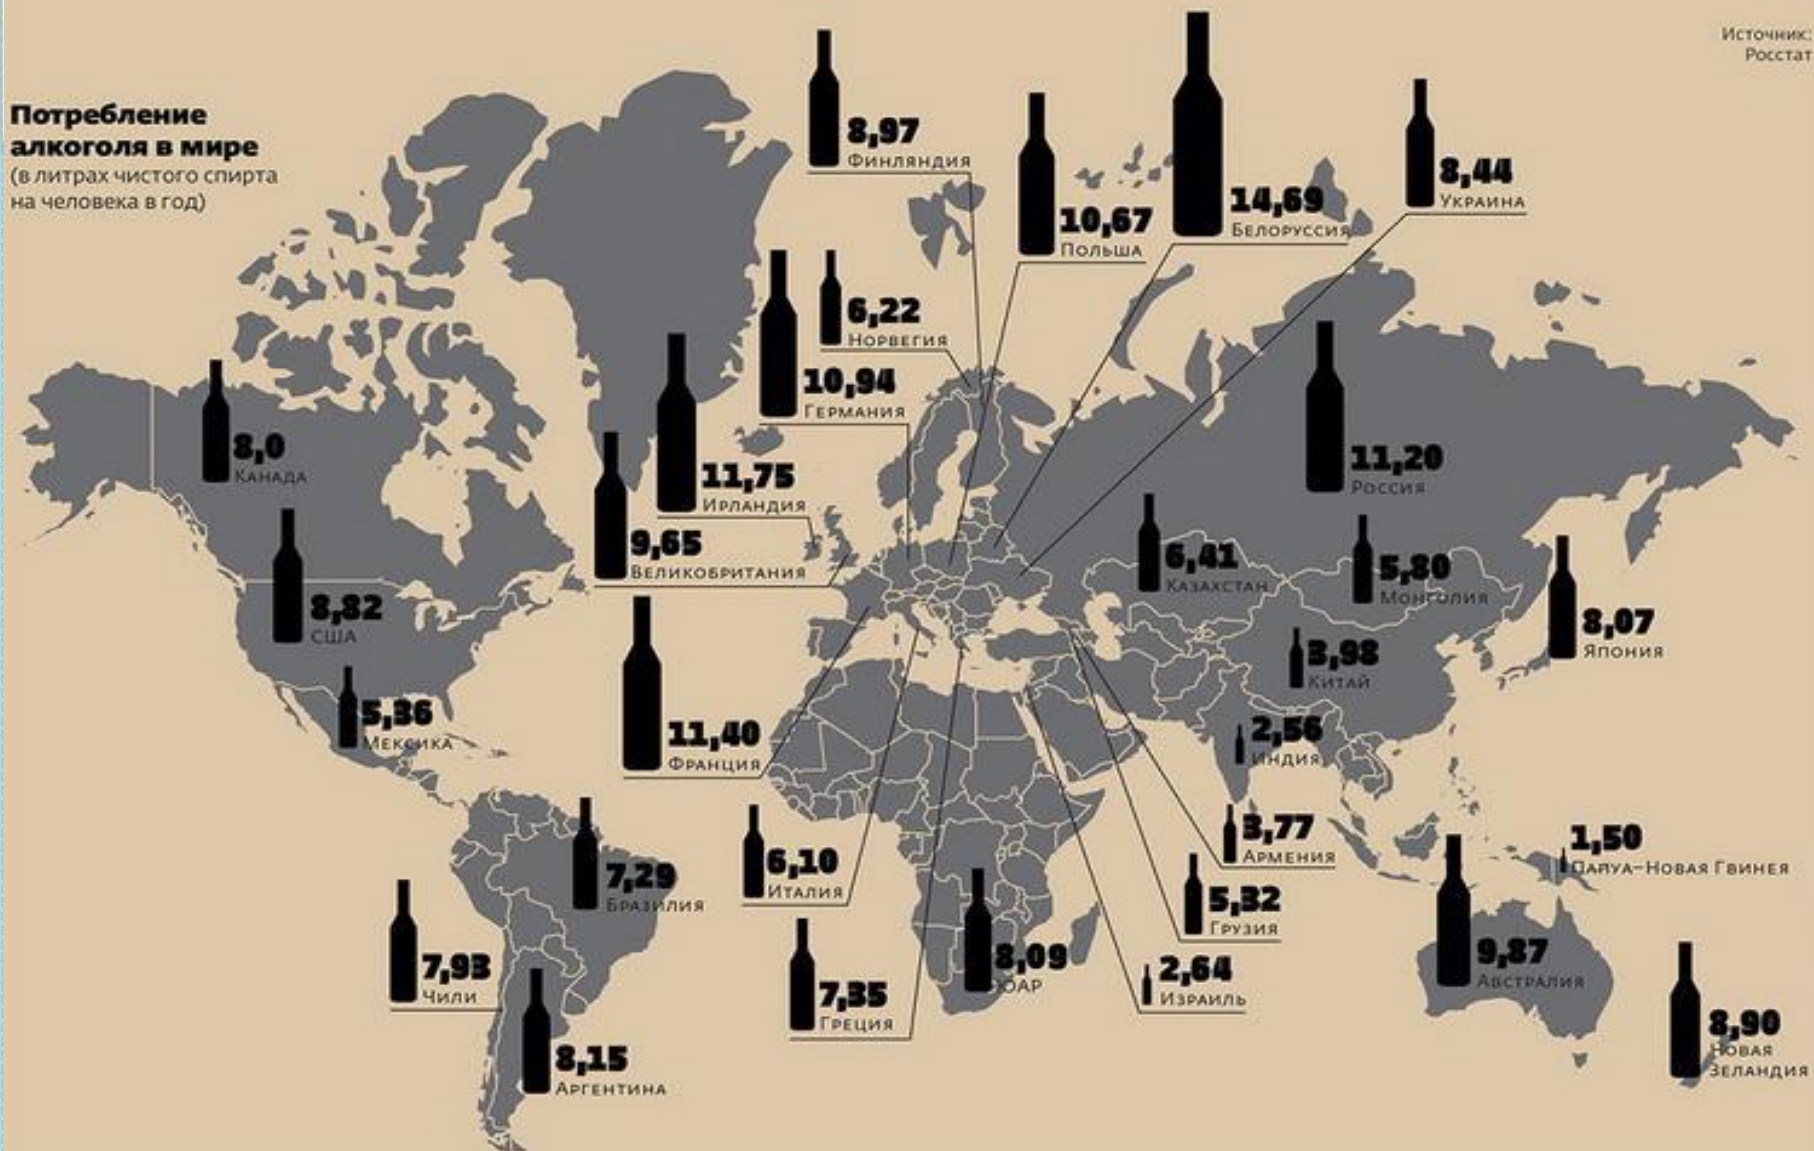 Источник:
Росстат
Потребление
алкоголя в мире
(в литрах чистого спирта
на человека в год)
8,97
Финляндия
10,67
Польша
14,69
Белоруссия
8,44
Украина
6,22
Норвегия
10,94
Германия
8,0
Канада
11,75
Ирландия
11,20
Россия
9,65
Великобритания
6,41
Казахстан
5,80
Монголия
8,82
США
8,07
Япония
3,98
Китай
5,36
Мексика
11,40
Франция
2,56
Индия
3,77
Армения
1,50
Папуа–Новая Гвинея
7,29
Бразилия
6,10
Италия
5,32
Грузия
7,93
Чили
8,09
ЮАР
2,64
Израиль
9,87
Австралия
7,35
Греция
8,90
Новая
Зеландия
8,15
Аргентина